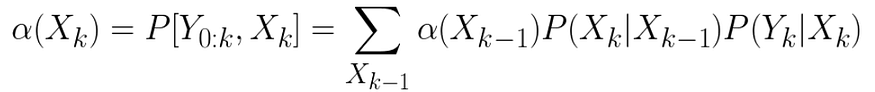 α(X_k) = P[Y_{0:k}, X_k] = ∑_{X_{k−1}} α(X_{k−1})P(X_k|X_{k−1})P(Y_k|X_k)